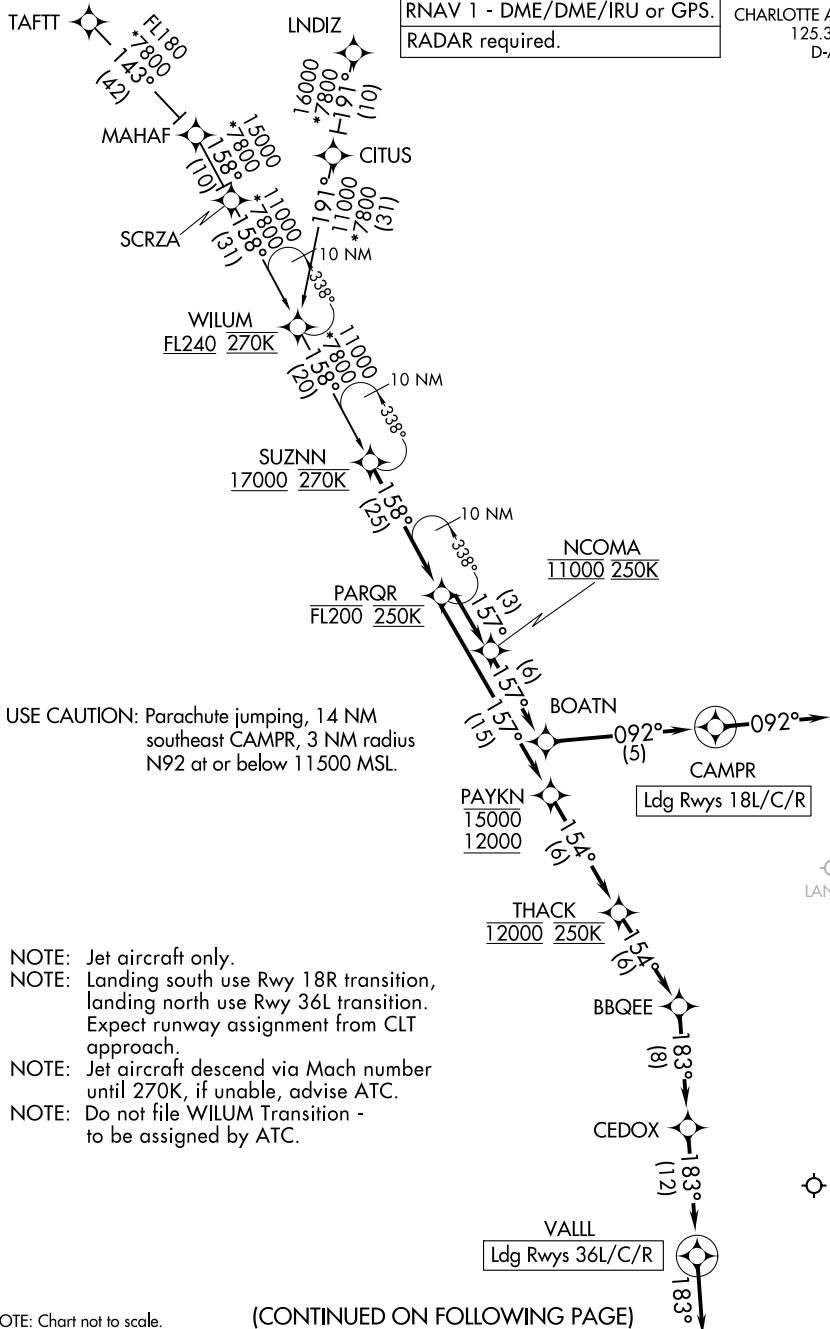 RNAV 1 - DME/DME/IRU or GPS.
RADAR required.
CHARLOTTE
125.3
TAFTT
FL180
*7800
143°
(42)
LNDIZ
16000
*7800
191°
(10)
MAHAF
15000
*7800
158°
(10)
CITUS
191°
11000
*7800
(31)
SCRZA
11000
*7800
158°
(31)
10 NM
338°
WILUM
FL240 270K
11000
*7800
158°
(20)
10 NM
338°
SUZNN
17000 270K
158°
(25)
10 NM
338°
NCOMA
11000 250K
PARQR
FL200 250K
(3)
157°
(6)
157°
157°
(15)
USE CAUTION: Parachute jumping, 14 NM
southeast CAMPR, 3 NM radius
N92 at or below 11500 MSL.
BOATN
092°
(5)
092°
CAMPR
Ldg Rwys 18L/C/R
PAYKN
15000
12000
154°
(6)
LAN
THACK
12000 250K
154°
(6)
NOTE: Jet aircraft only.
NOTE: Landing south use Rwy 18R transition,
landing north use Rwy 36L transition.
Expect runway assignment from CLT
approach.
NOTE: Jet aircraft descend via Mach number
until 270K, if unable, advise ATC.
NOTE: Do not file WILUM Transition -
to be assigned by ATC.
BBQEE
183°
(8)
CEDOX
183°
(12)
VALLL
Ldg Rwys 36L/C/R
183°
OTE: Chart not to scale.
(CONTINUED ON FOLLOWING PAGE)